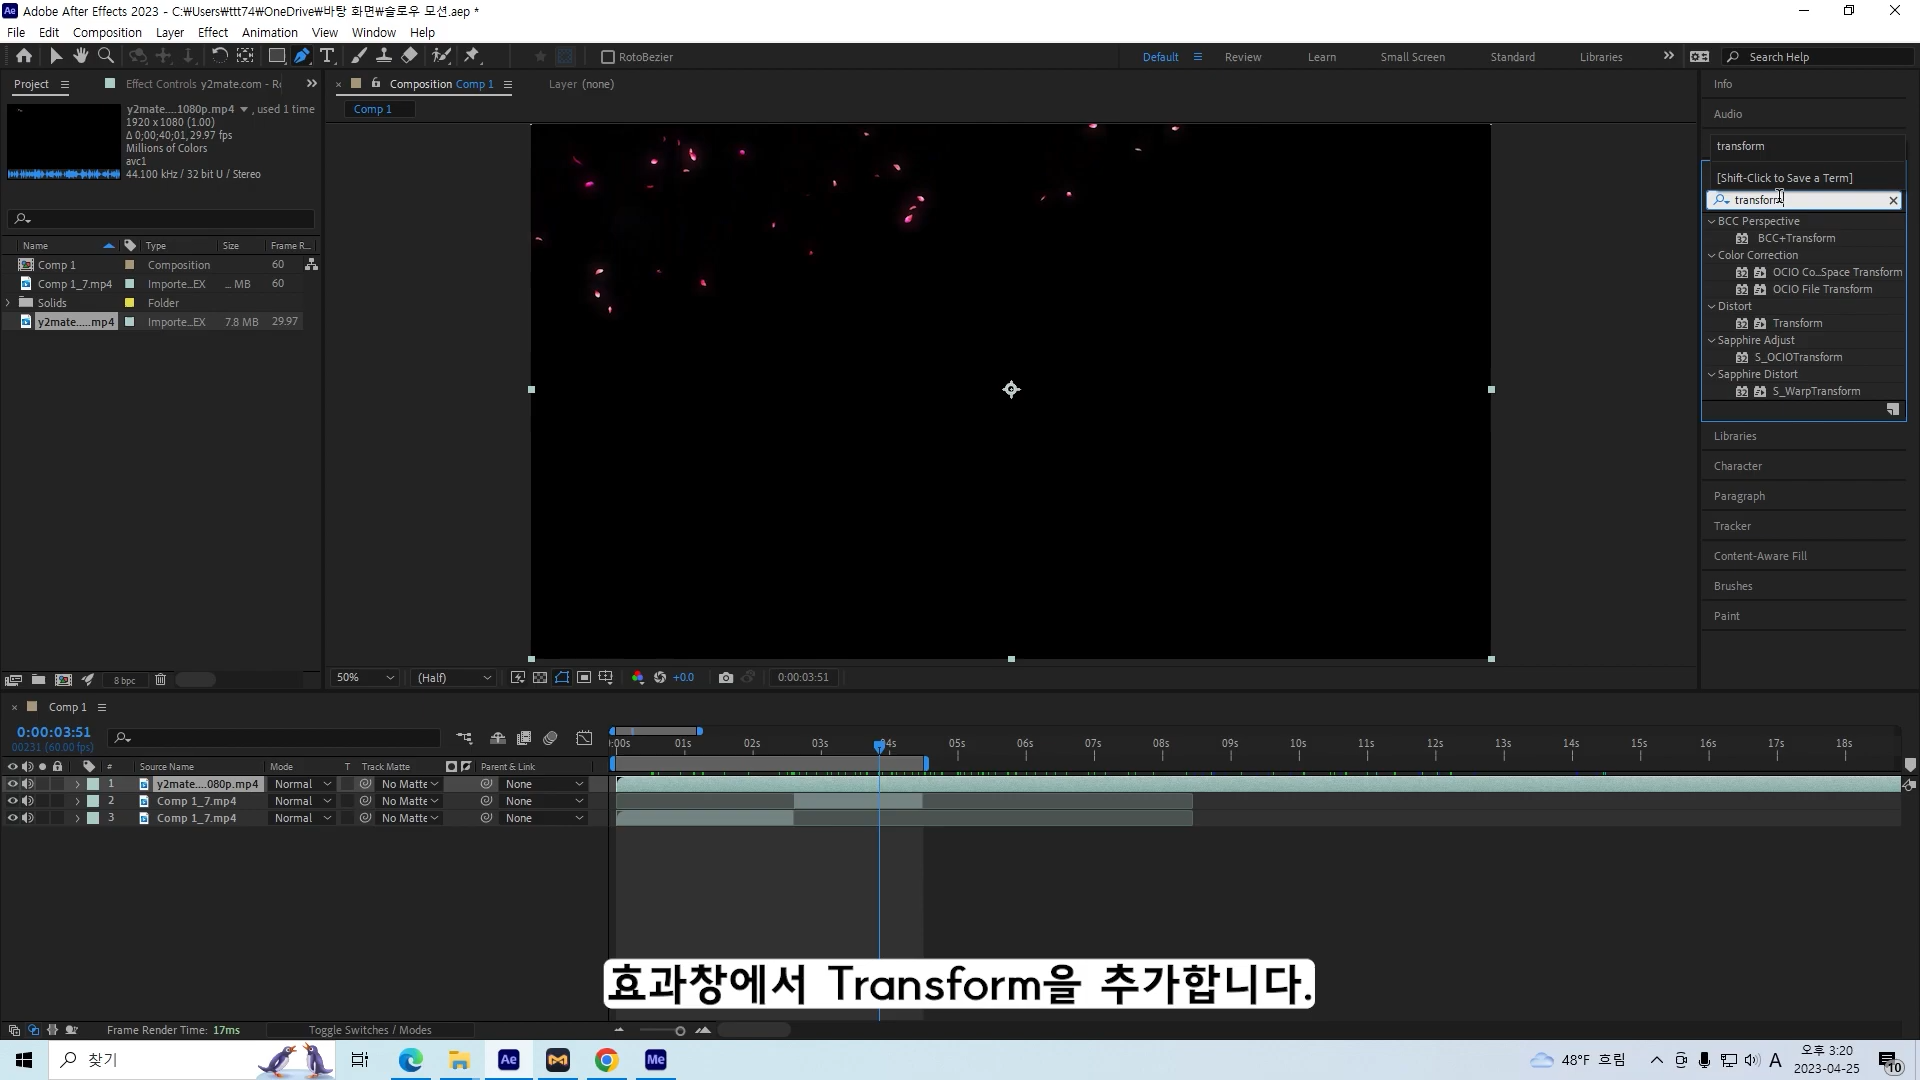 Adobe After Effects 2023 - C:₩Users₩ttt74₩OneDrive₩바탕 화면₩슬로우 모션.aep *
File Edit Composition Layer Effect Animation View Window Help
RotoBezier
Default Review Learn Small Screen Standard Libraries Search Help
Project Effect Controls y2mate.com - Ro
Composition Comp 1 Layer (none)
Info
Comp 1
y2mate....1080p.mp4 , used 1 time
1920 x 1080 (1.00)
Δ 0;00;40;01, 29.97 fps
Millions of Colors
avc1
44.100 kHz / 32 bit U / Stereo
Audio
transform
[Shift-Click to Save a Term]
transform
BCC Perspective
BCC+Transform
Color Correction
OCIO Co...Space Transform
OCIO File Transform
Distort
Transform
Sapphire Adjust
S_OCIOTransform
Sapphire Distort
S_WarpTransform
Libraries
Character
Paragraph
Tracker
Content-Aware Fill
Brushes
Paint
Name Type Size Frame R...
Comp 1 Composition 60
Comp 1_7.mp4 Importe...EX ... MB 60
Solids Folder
y2mate.....mp4 Importe...EX 7.8 MB 29.97
8 bpc
50% (Half) +0.0 0:00:03:51
Comp 1
0:00:03:51
00231 (60.00 fps)
:00s 01s 02s 03s 04s 05s 06s 07s 08s 09s 10s 11s 12s 13s 14s 15s 16s 17s 18s
# Source Name Mode T Track Matte Parent & Link
1 y2mate....080p.mp4 Normal No Matte None
2 Comp 1_7.mp4 Normal No Matte None
3 Comp 1_7.mp4 Normal No Matte None
효과창에서 Transform을 추가합니다.
Frame Render Time: 17ms Toggle Switches / Modes
찾기
Ae
Me
48°F 흐림
A
오후 3:20
2023-04-25
10